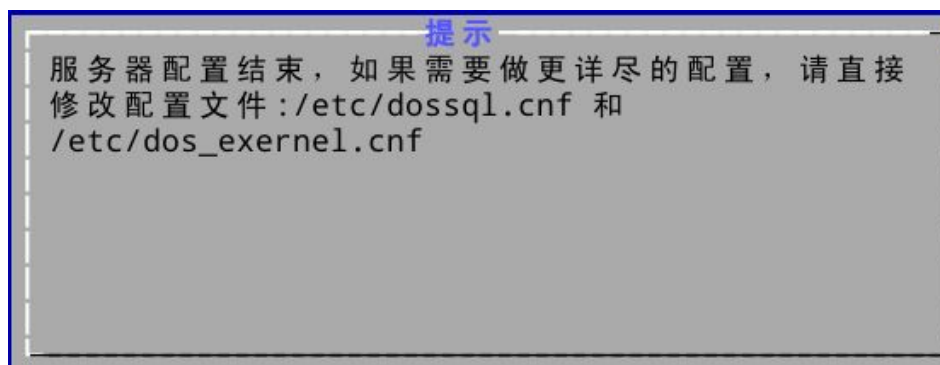 提示
服务器配置结束，如果需要做更详尽的配置，请直接
修改配置文件:/etc/dossql.cnf 和
/etc/dos_exernel.cnf